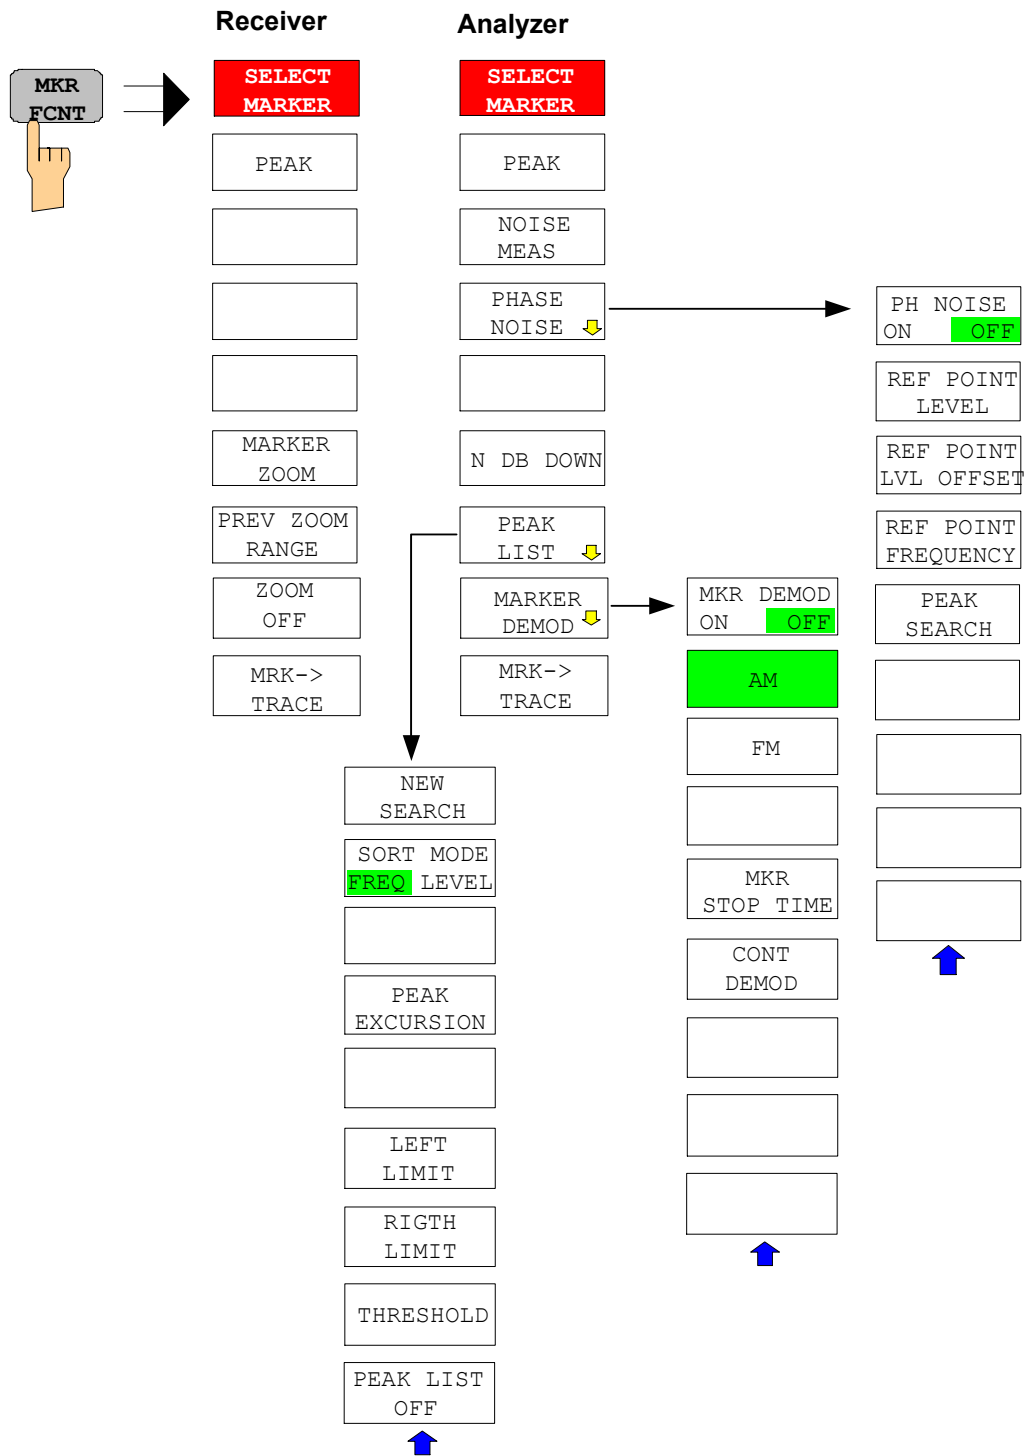 Receiver
Analyzer
MKR
FCNT
SELECT
MARKER
PEAK
MARKER
ZOOM
PREV ZOOM
RANGE
ZOOM
OFF
MRK->
TRACE
SELECT
MARKER
PEAK
NOISE
MEAS
PHASE
NOISE
N DB DOWN
PEAK
LIST
MARKER
DEMOD
MRK->
TRACE
NEW
SEARCH
SORT MODE
FREQ LEVEL
PEAK
EXCURSION
LEFT
LIMIT
RIGTH
LIMIT
THRESHOLD
PEAK LIST
OFF
MKR DEMOD
ON OFF
AM
FM
MKR
STOP TIME
CONT
DEMOD
PH NOISE
ON OFF
REF POINT
LEVEL
REF POINT
LVL OFFSET
REF POINT
FREQUENCY
PEAK
SEARCH